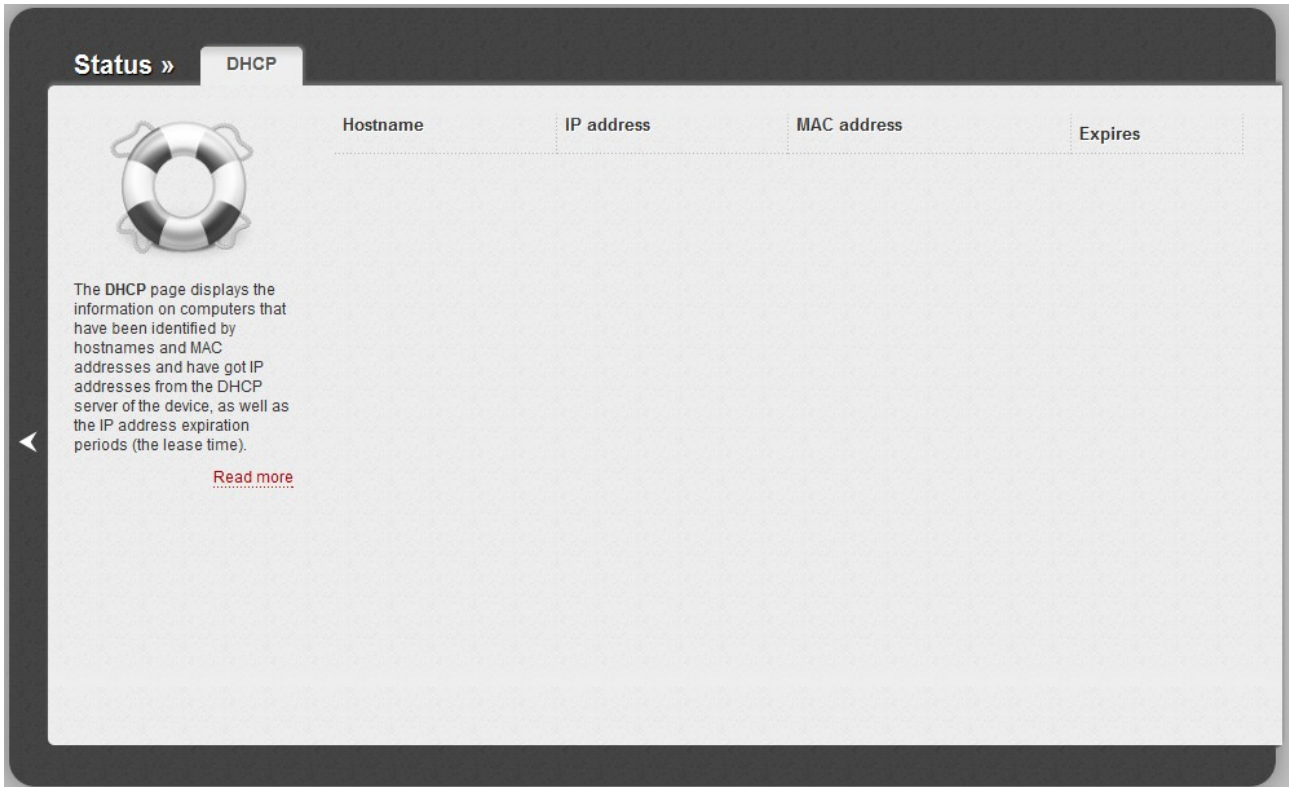 Status »
DHCP
Hostname
IP address
MAC address
Expires
The DHCP page displays the
information on computers that
have been identified by
hostnames and MAC
addresses and have got IP
addresses from the DHCP
server of the device, as well as
the IP address expiration
periods (the lease time).
Read more